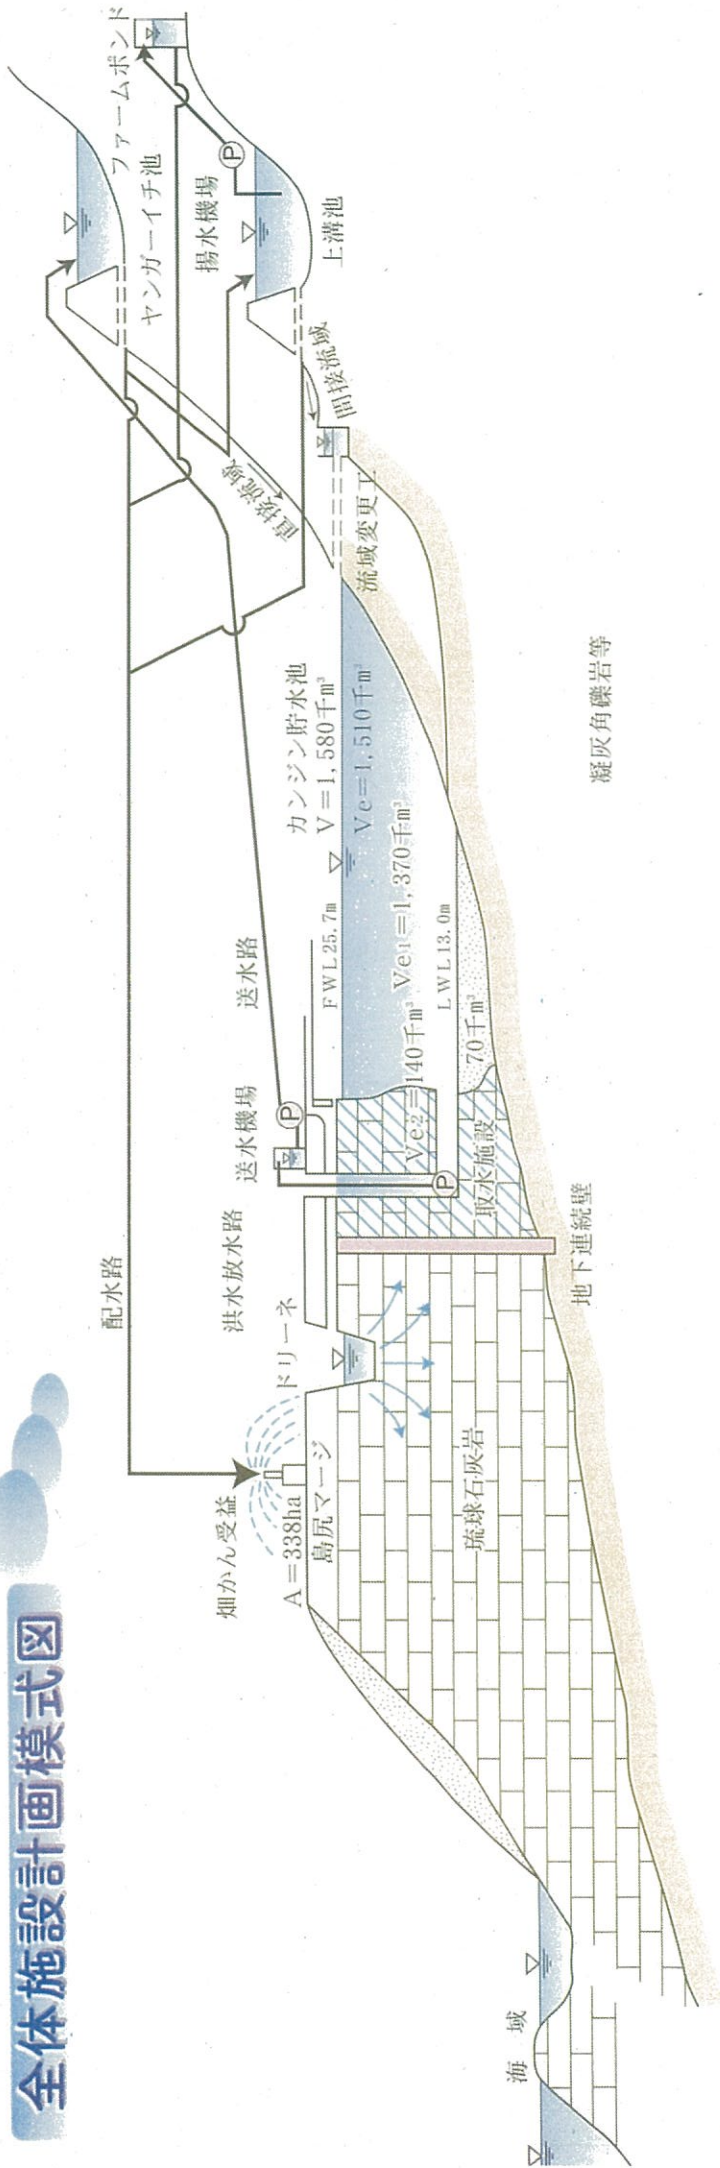 全体施設計画模式図
配水路
畑かん受益
A=338ha
島尻マージ
ドリーネ
洪水放水路
送水機場
P
送水路
FWL25.7m
カンジン貯水池
V=1,580千m³
Ve=1,510千m³
Ve1=1,370千m³
Ve2=140千m³
LWL13.0m
70千m³
P
取水施設
地下連続壁
琉球石灰岩
海域
凝灰角礫岩等
流域変更工
直接流域
間接流域
上溝池
揚水機場
P
ヤンガーイチ池
ファームポンド